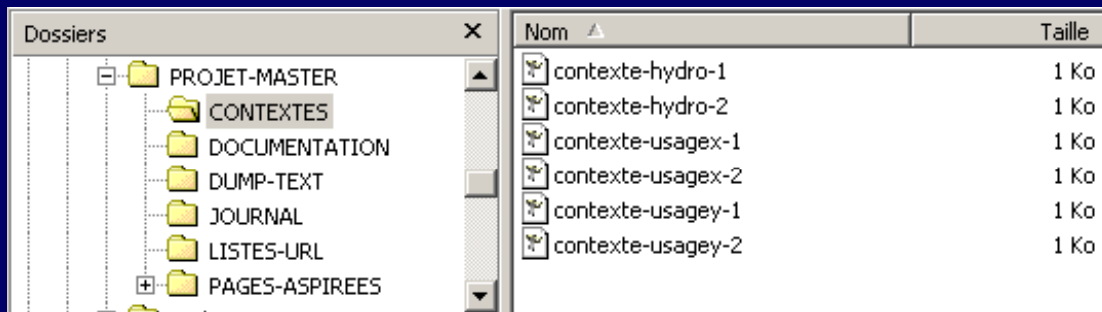 Dossiers
PROJET-MASTER
CONTEXTES
DOCUMENTATION
DUMP-TEXT
JOURNAL
LISTES-URL
PAGES-ASPIREES
Nom Taille
contexte-hydro-1 1 Ko
contexte-hydro-2 1 Ko
contexte-usagex-1 1 Ko
contexte-usagex-2 1 Ko
contexte-usagey-1 1 Ko
contexte-usagey-2 1 Ko